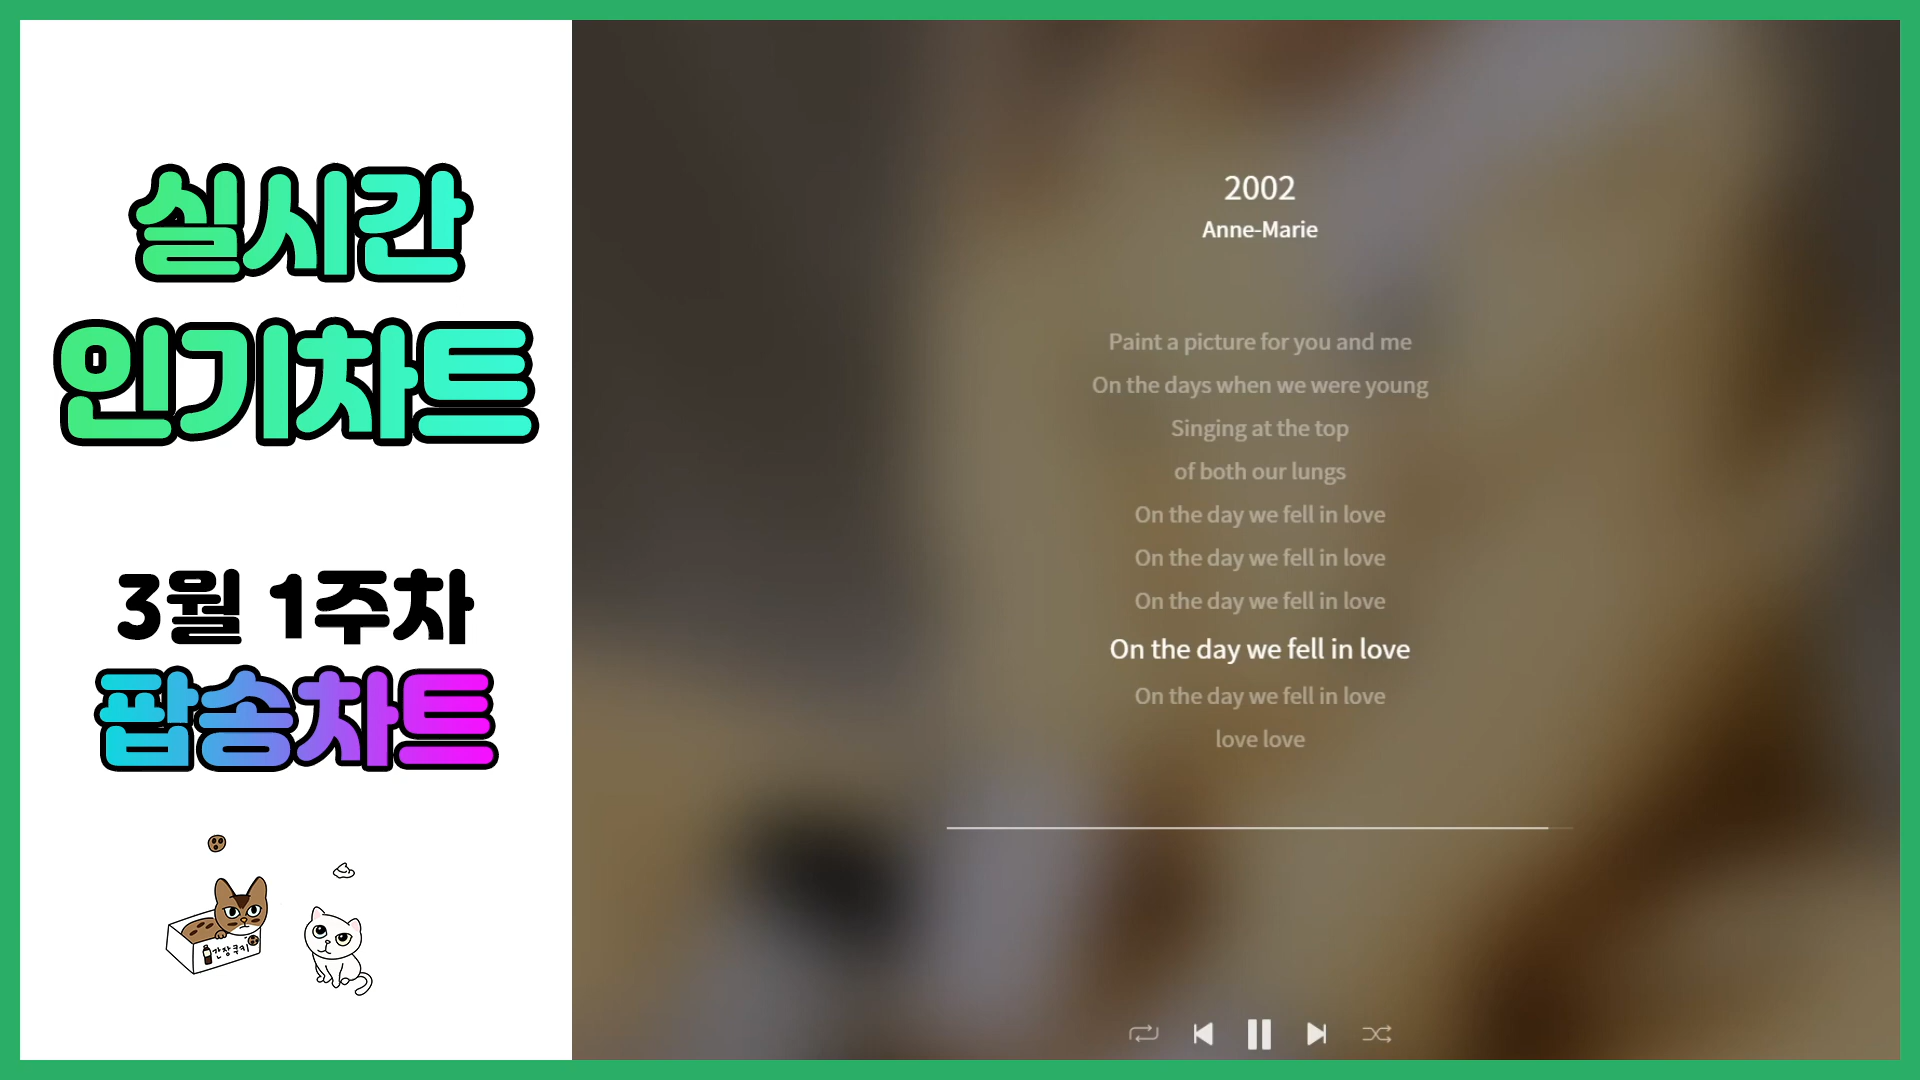 실시간
인기차트
3월 1주차
팝송차트
간장쿠키
2002
Anne-Marie
Paint a picture for you and me
On the days when we were young
Singing at the top
of both our lungs
On the day we fell in love
On the day we fell in love
On the day we fell in love
On the day we fell in love
On the day we fell in love
love love